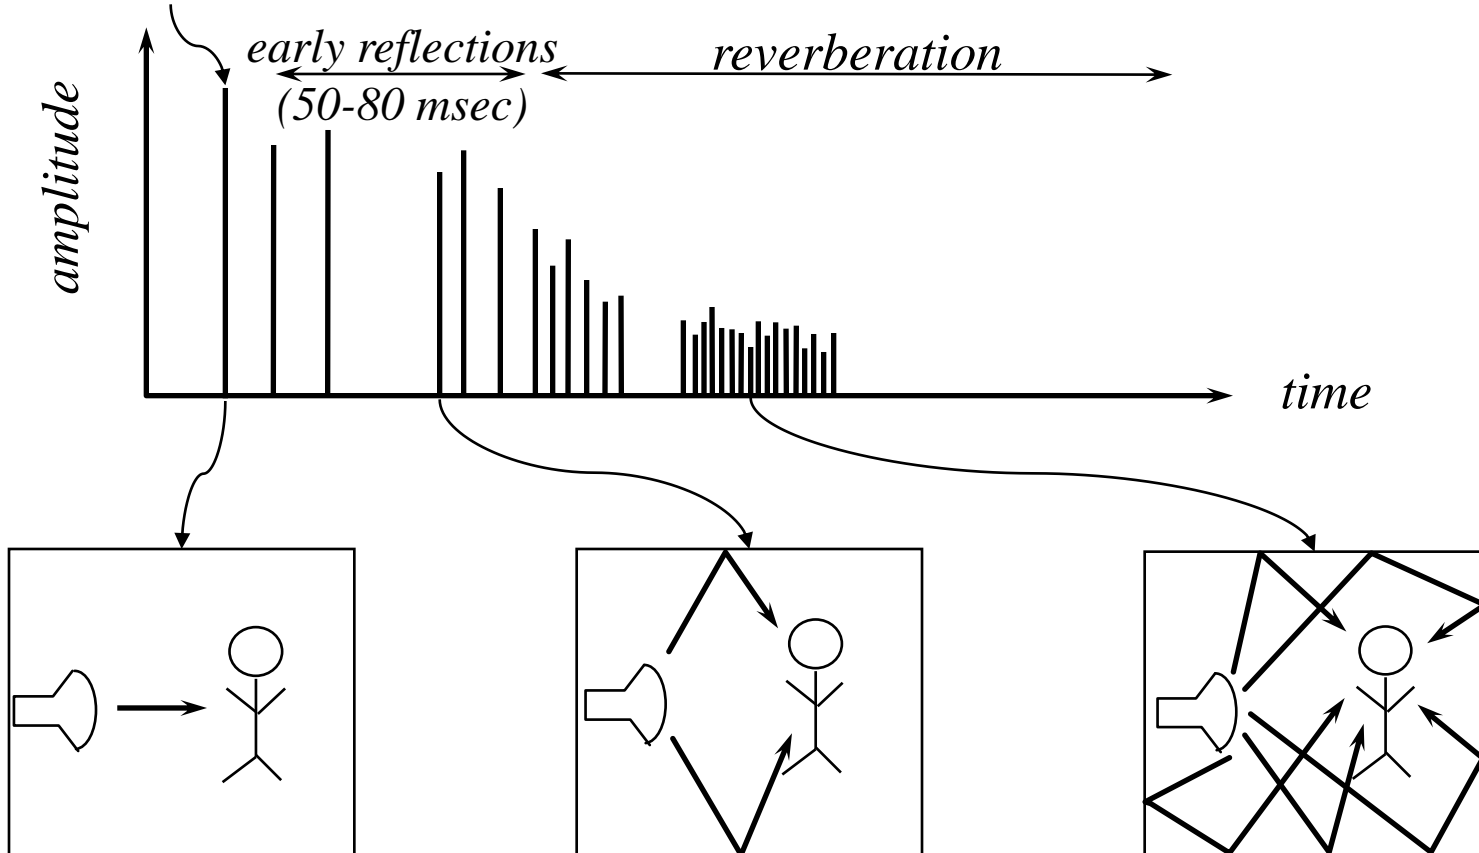 early reflections
reverberation
(50-80 msec)
amplitude
time